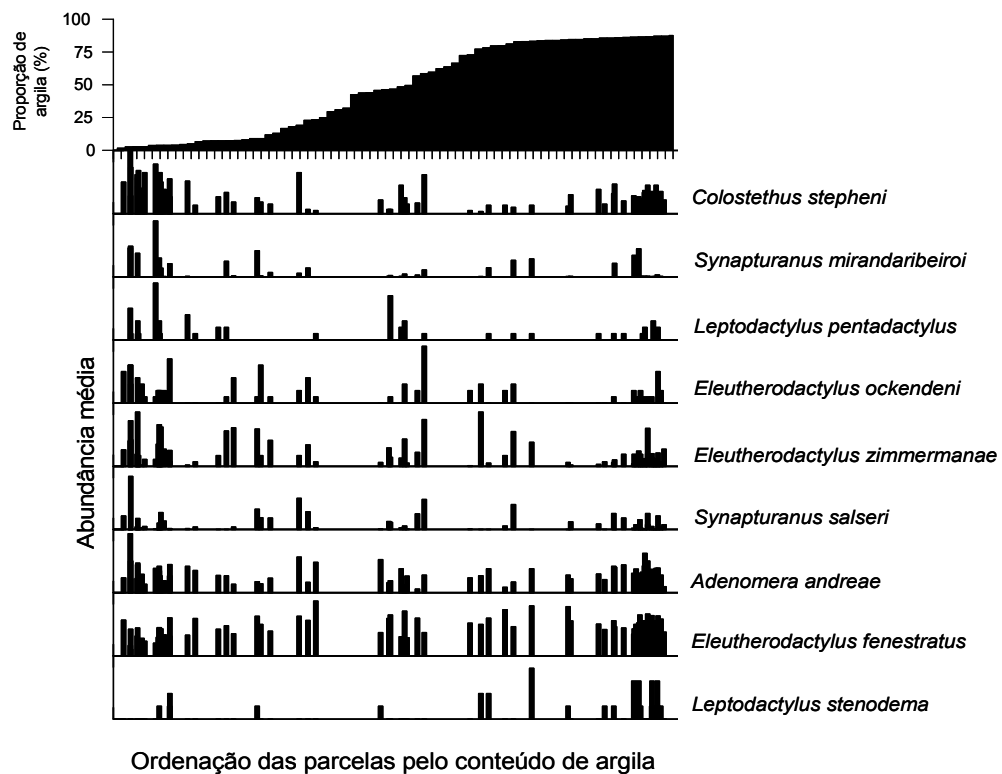 Proporção de
argila (%)
100
75
50
25
0
Abundância média
Colostethus stepheni
Synapturanus mirandaribeiroi
Leptodactylus pentadactylus
Eleutherodactylus ockendeni
Eleutherodactylus zimmermanae
Synapturanus salseri
Adenomera andreae
Eleutherodactylus fenestratus
Leptodactylus stenodema
Ordenação das parcelas pelo conteúdo de argila